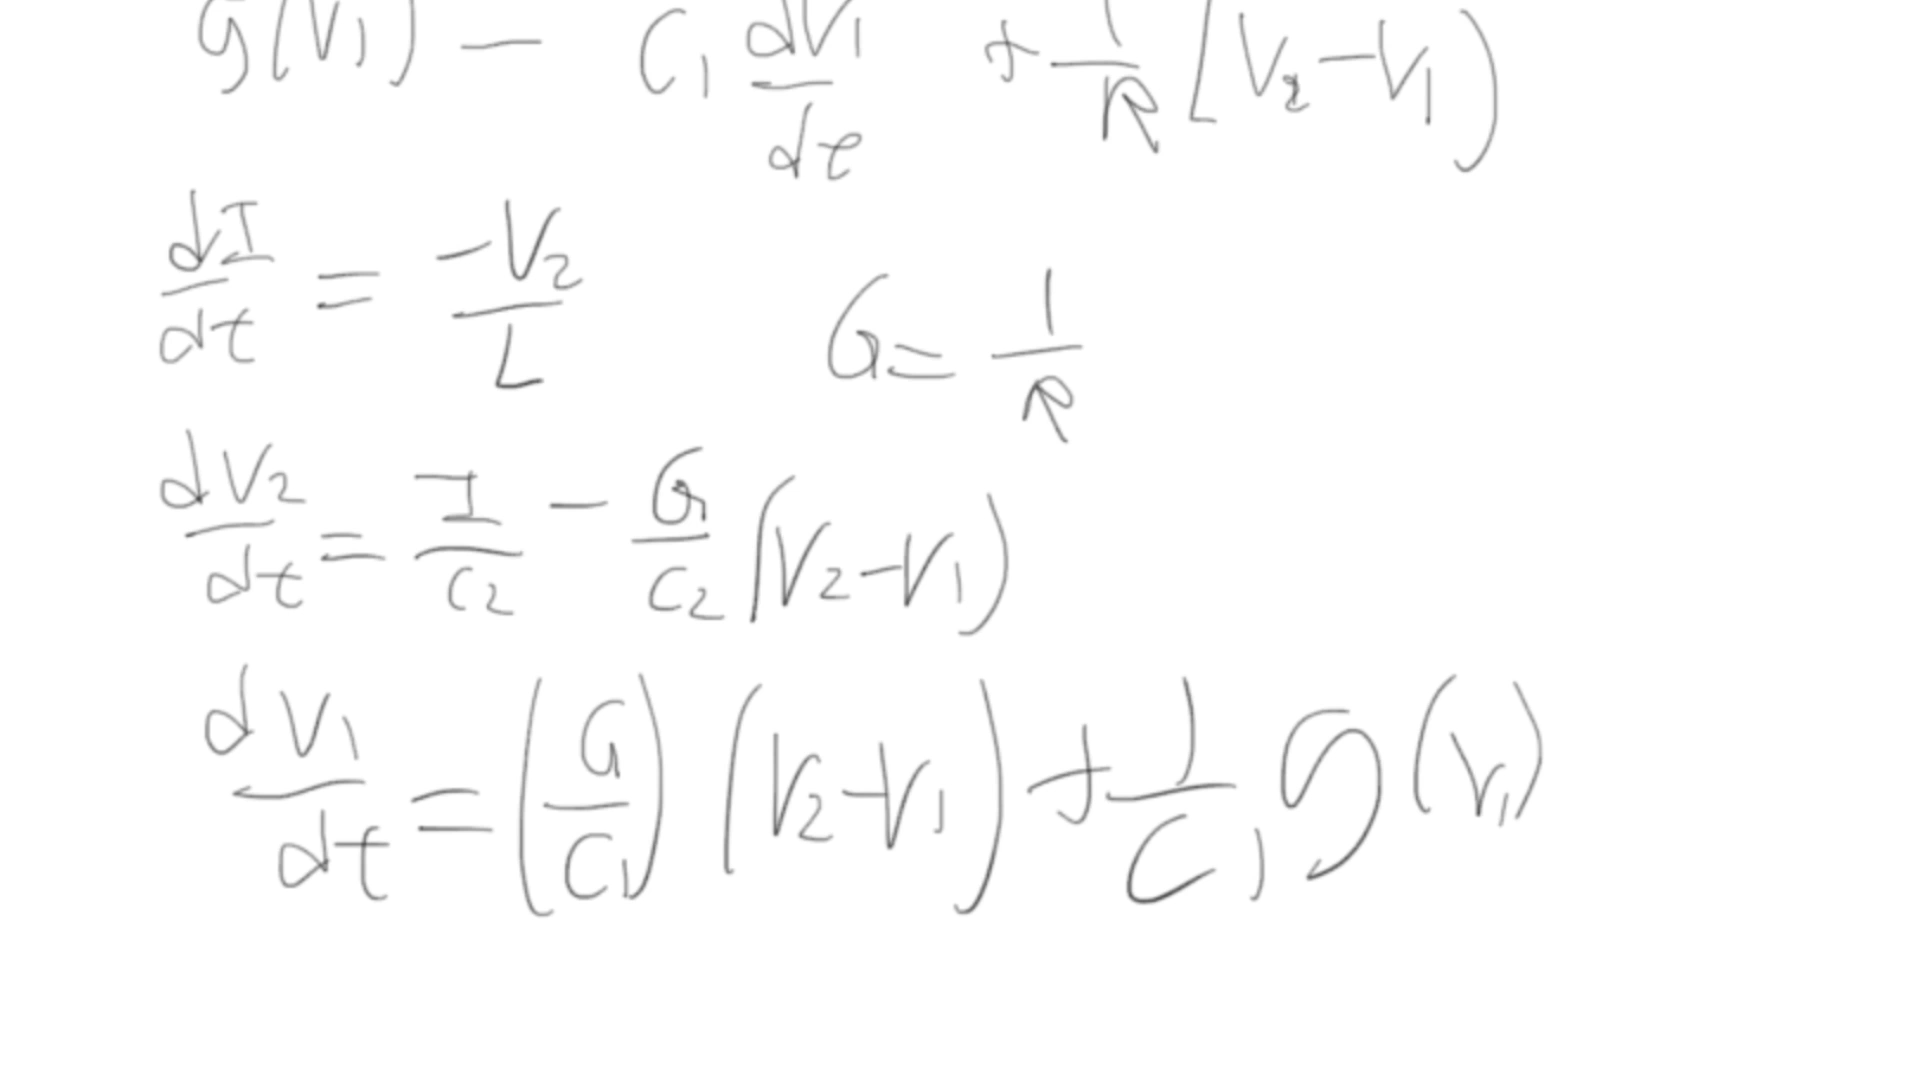 g(V₁) − C₁ dV₁/dt + 1/R (V₂−V₁)
dI/dt = −V₂/L
G = 1/R
dV₂/dt = I/C₂ − G/C₂ (V₂−V₁)
dV₁/dt = (G/C₁) (V₂−V₁) + 1/C₁ g(V₁)